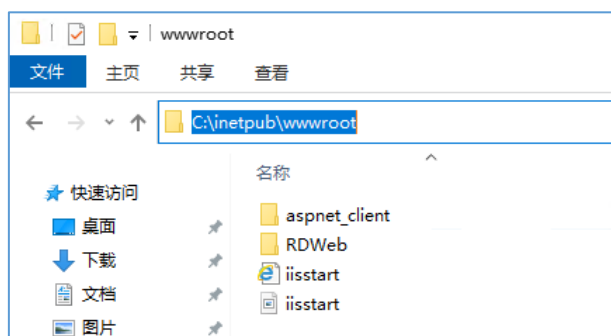 wwwroot
文件 主页 共享 查看
C:\inetpub\wwwroot
名称
快速访问
桌面
下载
文档
图片
aspnet_client
RDWeb
iisstart
iisstart